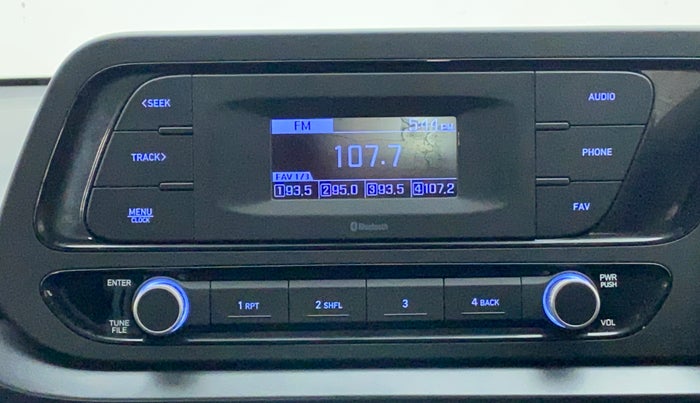 <SEEK
TRACK>
MENU
CLOCK
FM
107.7
FAV 1/3
1 93.5 2 95.0 3 93.5 4 107.2
Bluetooth
AUDIO
PHONE
FAV
ENTER
TUNE
FILE
1 RPT
2 SHFL
3
4 BACK
PWR
PUSH
VOL